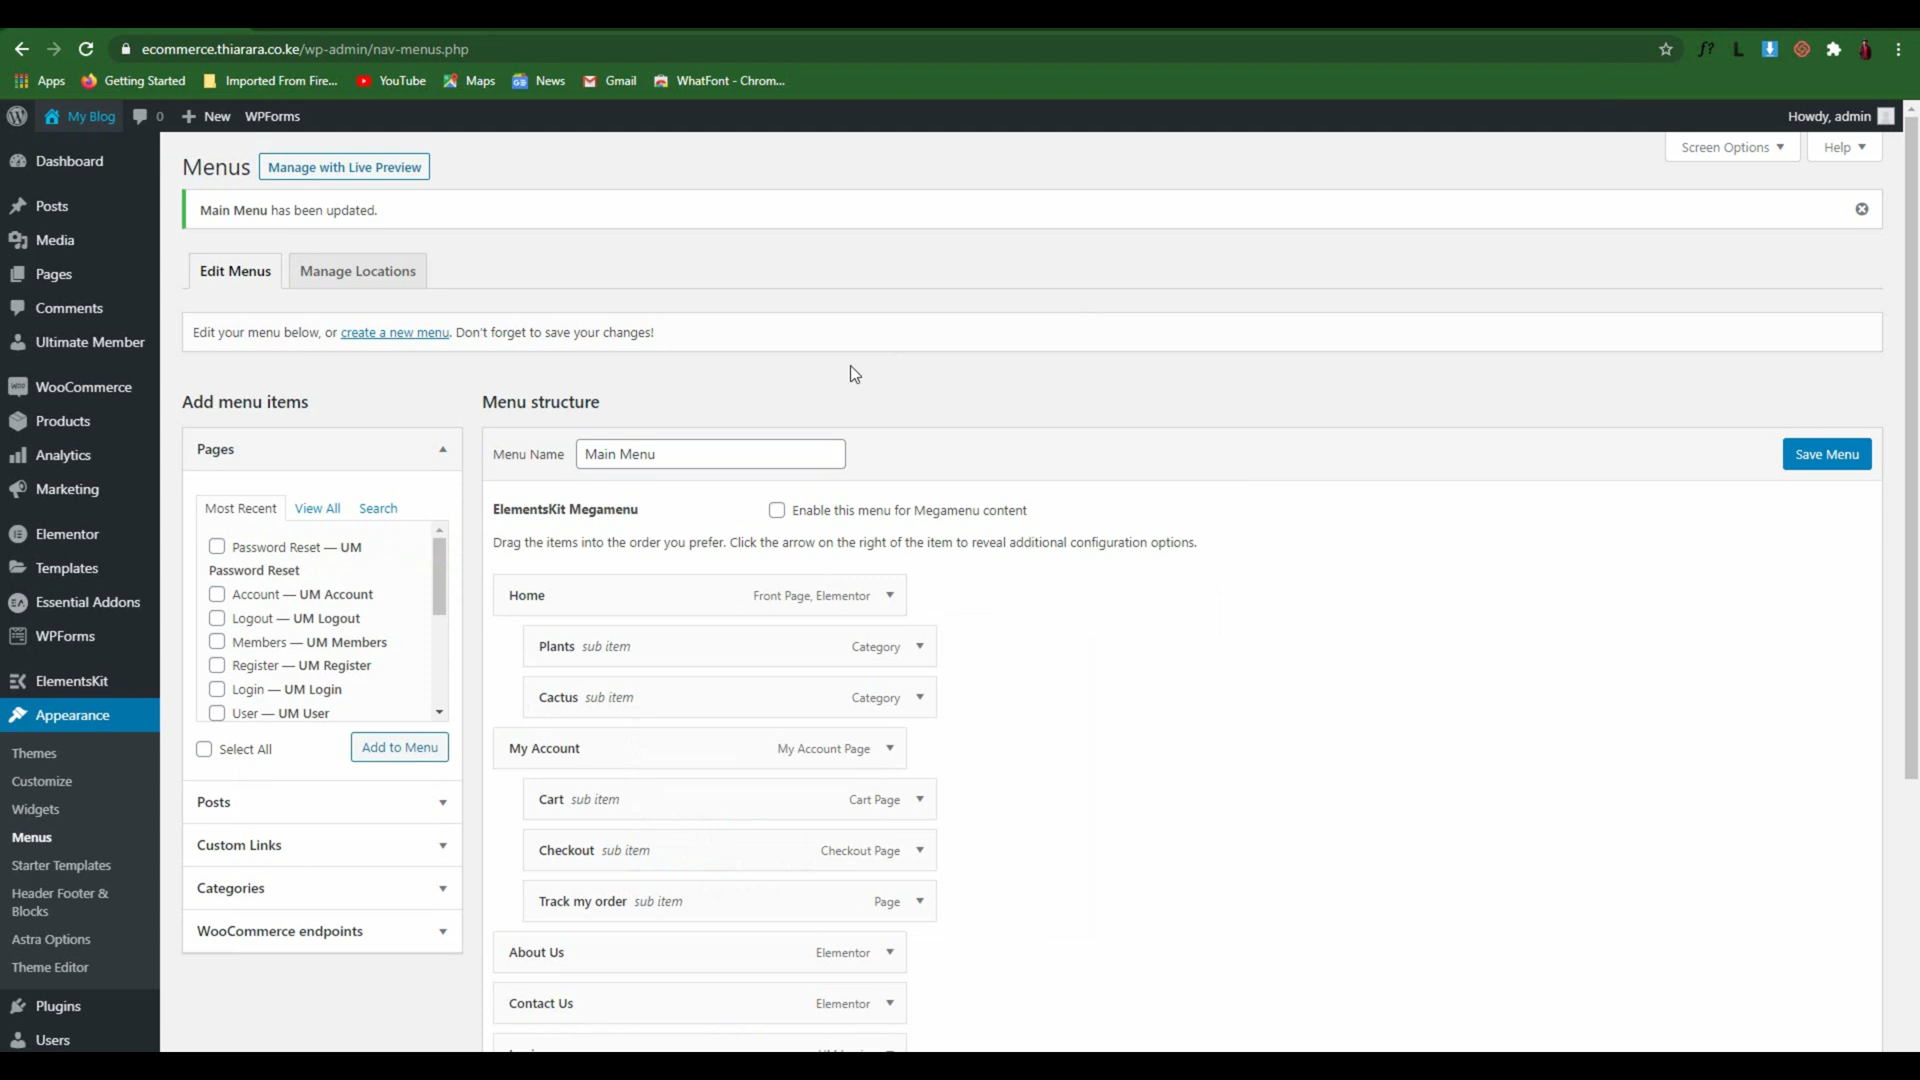 ecommerce.thiarara.co.ke/wp-admin/nav-menus.php
f?
L
Apps Getting Started Imported From Fire... YouTube Maps News Gmail WhatFont - Chrom...
My Blog 0 New WPForms Howdy, admin
Screen Options Help
Menus Manage with Live Preview
Main Menu has been updated.
Edit Menus Manage Locations
Edit your menu below, or create a new menu. Don't forget to save your changes!
Dashboard
Posts
Media
Pages
Comments
Ultimate Member
WooCommerce
Products
Analytics
Marketing
Elementor
Templates
Essential Addons
WPForms
ElementsKit
Appearance
Themes
Customize
Widgets
Menus
Starter Templates
Header Footer &
Blocks
Astra Options
Theme Editor
Plugins
Users
Add menu items
Pages
Most Recent View All Search
Password Reset — UM
Password Reset
Account — UM Account
Logout — UM Logout
Members — UM Members
Register — UM Register
Login — UM Login
User — UM User
Select All Add to Menu
Posts
Custom Links
Categories
WooCommerce endpoints
Menu structure
Menu Name Main Menu Save Menu
ElementsKit Megamenu Enable this menu for Megamenu content
Drag the items into the order you prefer. Click the arrow on the right of the item to reveal additional configuration options.
Home Front Page, Elementor
Plants sub item Category
Cactus sub item Category
My Account My Account Page
Cart sub item Cart Page
Checkout sub item Checkout Page
Track my order sub item Page
About Us Elementor
Contact Us Elementor